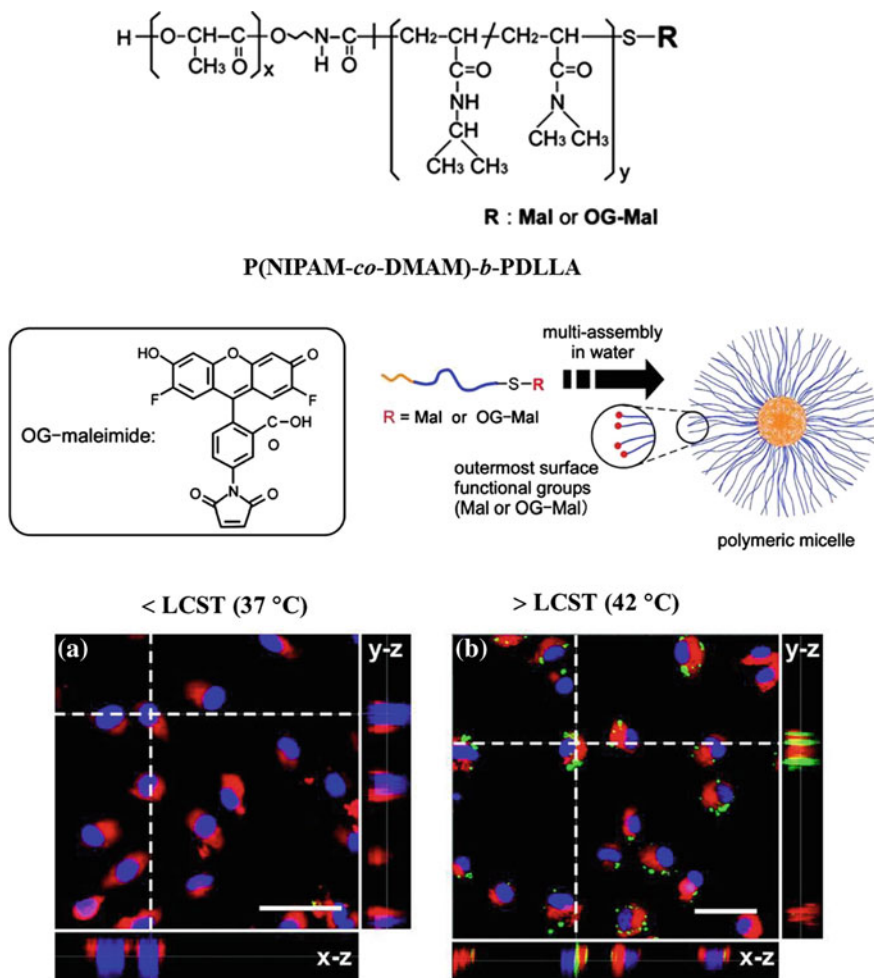 H O CH C O N C CH₂ CH CH₂ CH S R
CH₃ O x H O C=O C=O
NH N
CH CH₃ CH₃
CH₃ CH₃ y
R : Mal or OG-Mal
P(NIPAM-co-DMAM)-b-PDLLA
OG-maleimide:
HO O O
F F
C-OH
O
N
O O
S-R
R = Mal or OG-Mal
multi-assembly
in water
outermost surface
functional groups
(Mal or OG-Mal)
polymeric micelle
< LCST (37 °C)
(a)
y-z
x-z
> LCST (42 °C)
(b)
y-z
x-z